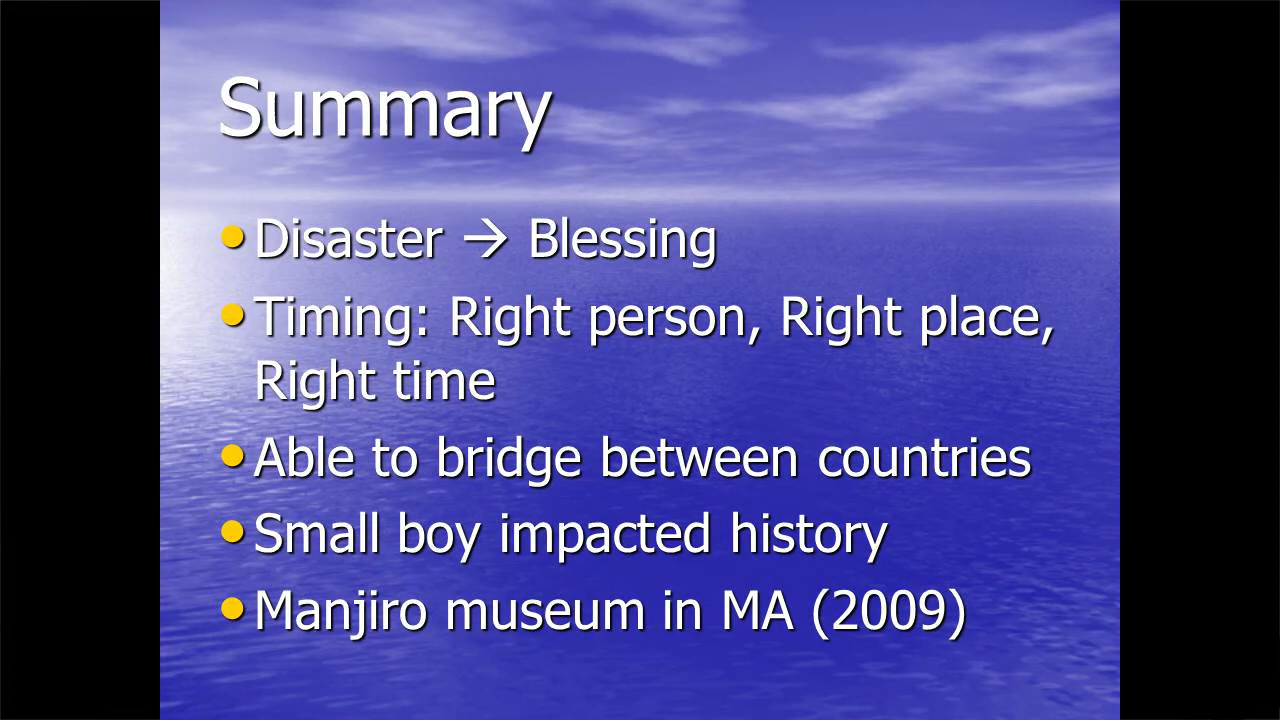 Summary
• Disaster → Blessing
• Timing: Right person, Right place,
Right time
• Able to bridge between countries
• Small boy impacted history
• Manjiro museum in MA (2009)